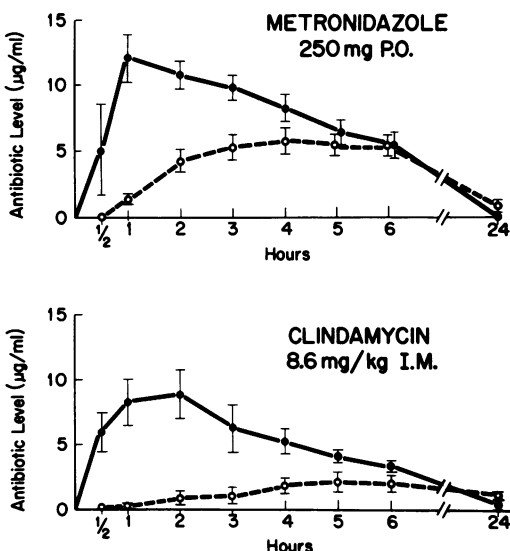 METRONIDAZOLE
250 mg P.O.
Antibiotic Level (µg/ml)
15
10
5
0
1/2 1 2 3 4 5 6 24
Hours
CLINDAMYCIN
8.6 mg/kg I.M.
Antibiotic Level (µg/ml)
15
10
5
0
1/2 1 2 3 4 5 6 24
Hours